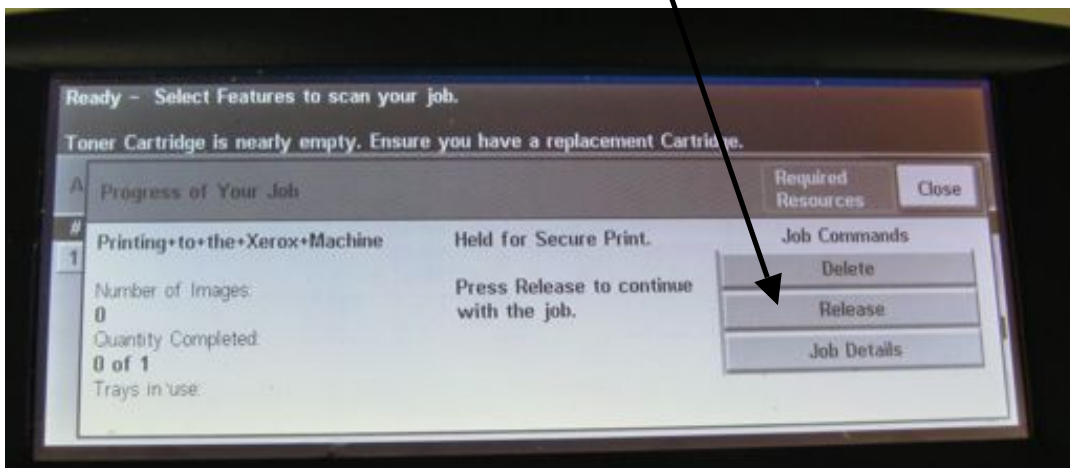 Ready - Select Features to scan your job.
Toner Cartridge is nearly empty. Ensure you have a replacement Cartridge.
A
Progress of Your Job
Required
Resources
Close
#
1
Printing+to+the+Xerox+Machine
Held for Secure Print.
Job Commands
Delete
Number of Images:
0
Press Release to continue
with the job.
Release
Quantity Completed:
0 of 1
Job Details
Trays in use: